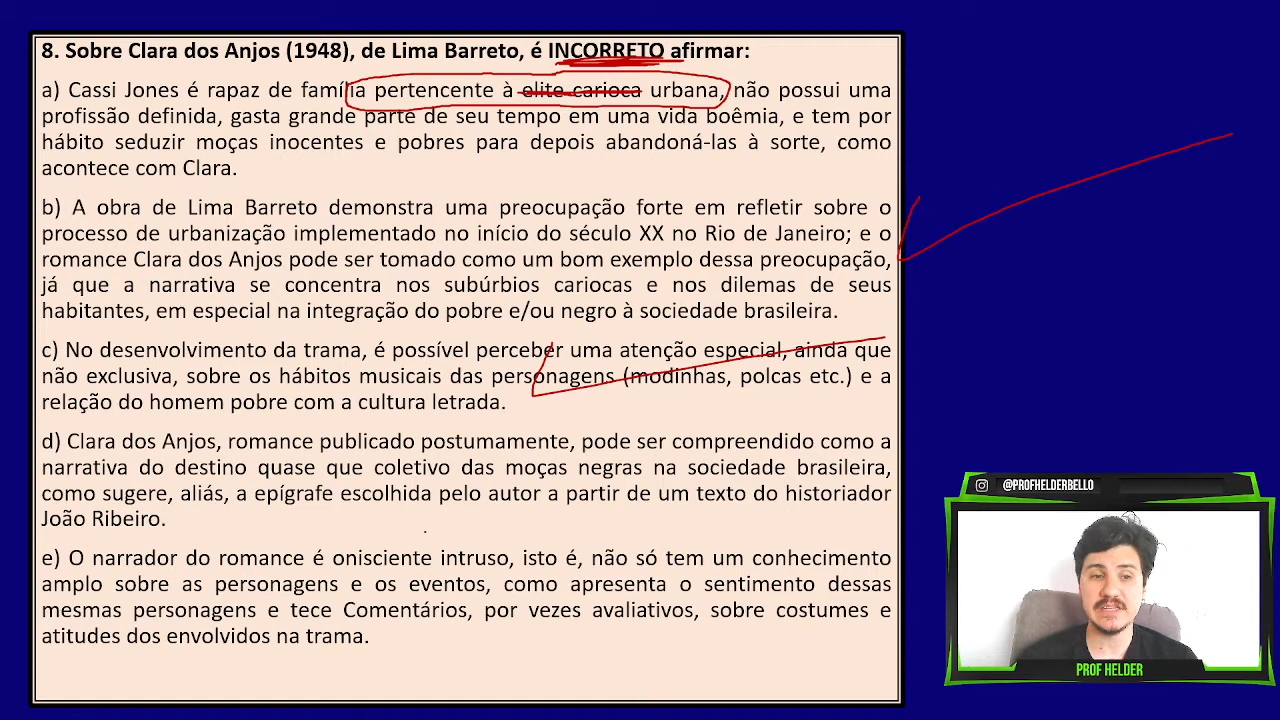 8. Sobre Clara dos Anjos (1948), de Lima Barreto, é INCORRETO afirmar:
a) Cassi Jones é rapaz de família pertencente à elite carioca urbana, não possui uma
profissão definida, gasta grande parte de seu tempo em uma vida boêmia, e tem por
hábito seduzir moças inocentes e pobres para depois abandoná-las à sorte, como
acontece com Clara.
b) A obra de Lima Barreto demonstra uma preocupação forte em refletir sobre o
processo de urbanização implementado no início do século XX no Rio de Janeiro; e o
romance Clara dos Anjos pode ser tomado como um bom exemplo dessa preocupação,
já que a narrativa se concentra nos subúrbios cariocas e nos dilemas de seus
habitantes, em especial na integração do pobre e/ou negro à sociedade brasileira.
c) No desenvolvimento da trama, é possível perceber uma atenção especial, ainda que
não exclusiva, sobre os hábitos musicais das personagens (modinhas, polcas etc.) e a
relação do homem pobre com a cultura letrada.
d) Clara dos Anjos, romance publicado postumamente, pode ser compreendido como a
narrativa do destino quase que coletivo das moças negras na sociedade brasileira,
como sugere, aliás, a epígrafe escolhida pelo autor a partir de um texto do historiador
João Ribeiro.
e) O narrador do romance é onisciente intruso, isto é, não só tem um conhecimento
amplo sobre as personagens e os eventos, como apresenta o sentimento dessas
mesmas personagens e tece Comentários, por vezes avaliativos, sobre costumes e
atitudes dos envolvidos na trama.
@PROFHELDERBELLO
PROF HELDER